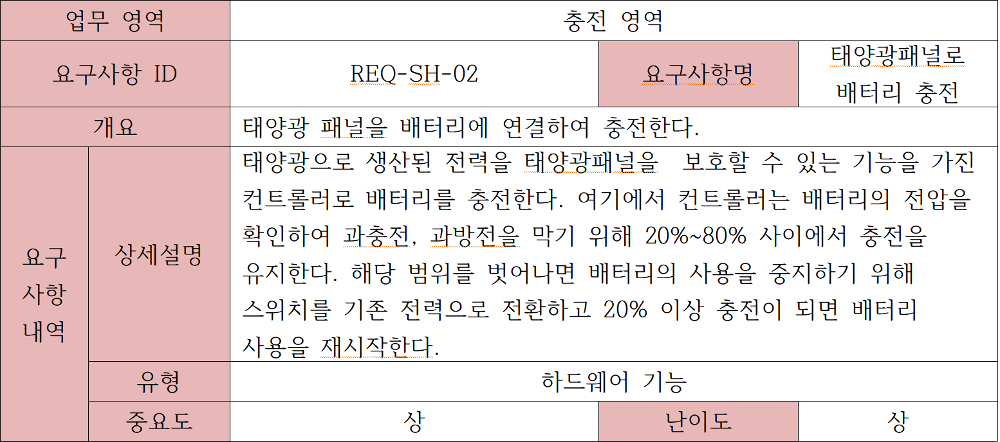 업무 영역
충전 영역
요구사항 ID
REQ-SH-02
요구사항명
태양광패널로
배터리 충전
개요
태양광 패널을 배터리에 연결하여 충전한다.
요구
사항
내역
상세설명
태양광으로 생산된 전력을 태양광패널을 보호할 수 있는 기능을 가진
컨트롤러로 배터리를 충전한다. 여기에서 컨트롤러는 배터리의 전압을
확인하여 과충전, 과방전을 막기 위해 20%~80% 사이에서 충전을
유지한다. 해당 범위를 벗어나면 배터리의 사용을 중지하기 위해
스위치를 기존 전력으로 전환하고 20% 이상 충전이 되면 배터리
사용을 재시작한다.
유형
하드웨어 기능
중요도
상
난이도
상